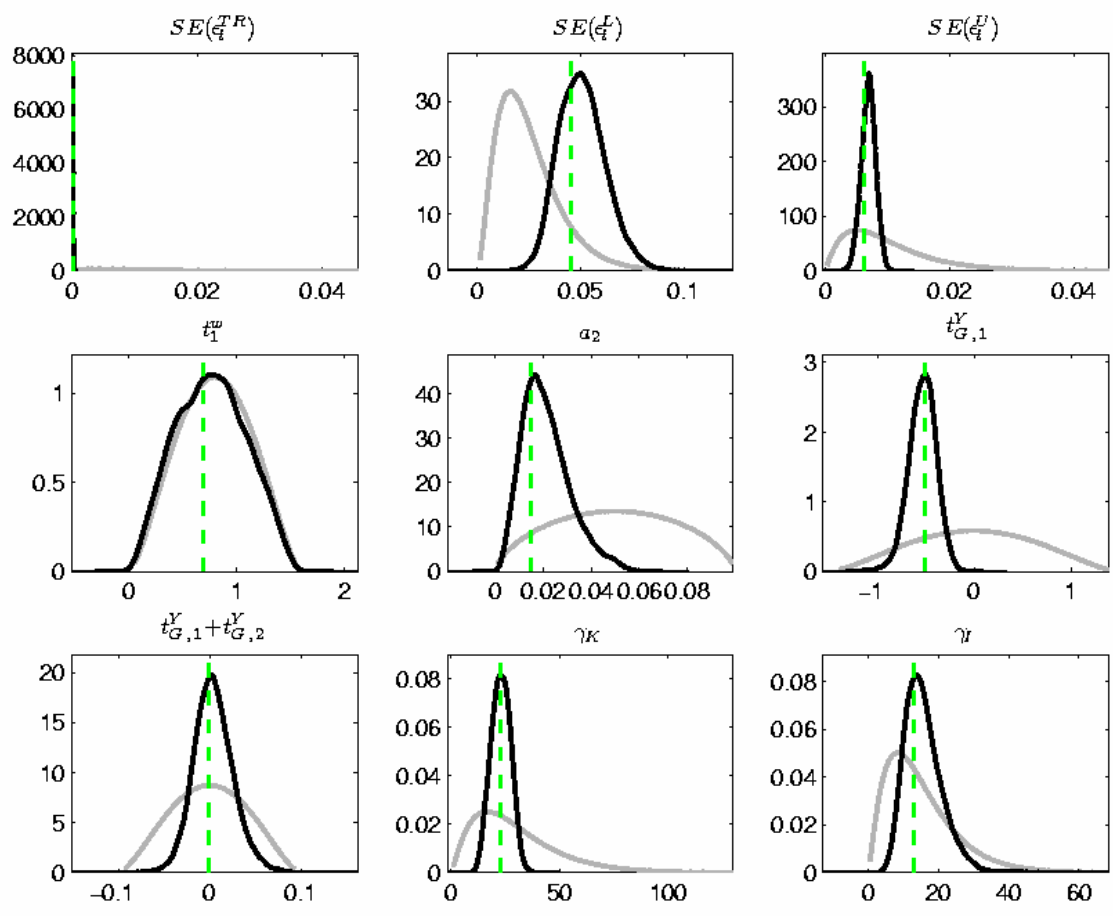 SE(ϵ_t^{TR}) SE(ϵ_t^L) SE(ϵ_t^U)
8000 6000 4000 2000 0
0 0.02 0.04
30 20 10 0
0 0.05 0.1
300 200 100 0
0 0.02 0.04
t_1^w a_2 t_{G,1}^Y
1 0.5 0
0 1 2
40 30 20 10 0
0 0.02 0.04 0.06 0.08
3 2 1 0
−1 0 1
t_{G,1}^Y+t_{G,2}^Y γ_K γ_I
20 15 10 5 0
−0.1 0 0.1
0.08 0.06 0.04 0.02 0
0 50 100
0.08 0.06 0.04 0.02 0
0 20 40 60